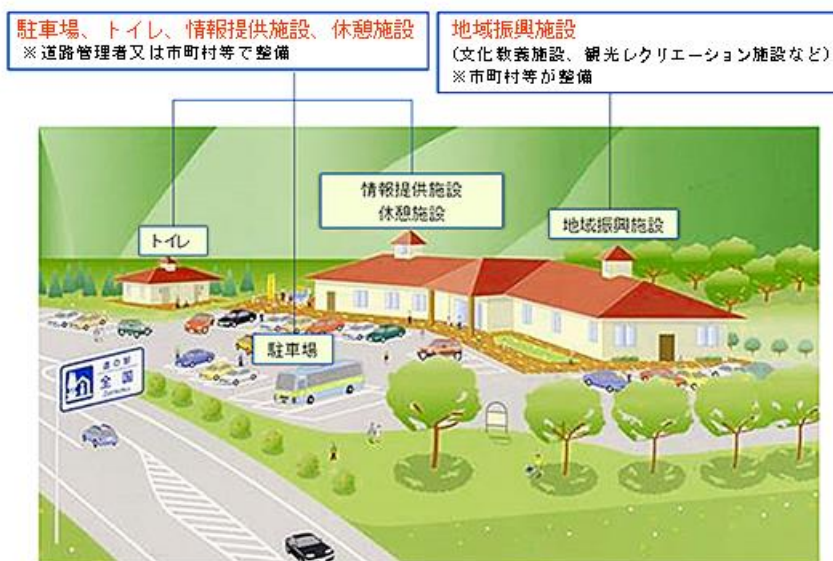 駐車場、トイレ、情報提供施設、休憩施設
※道路管理者又は市町村等で整備
地域振興施設
(文化教養施設、観光レクリエーション施設など)
※市町村等が整備
情報提供施設
休憩施設
トイレ
地域振興施設
駐車場
道の駅
全国